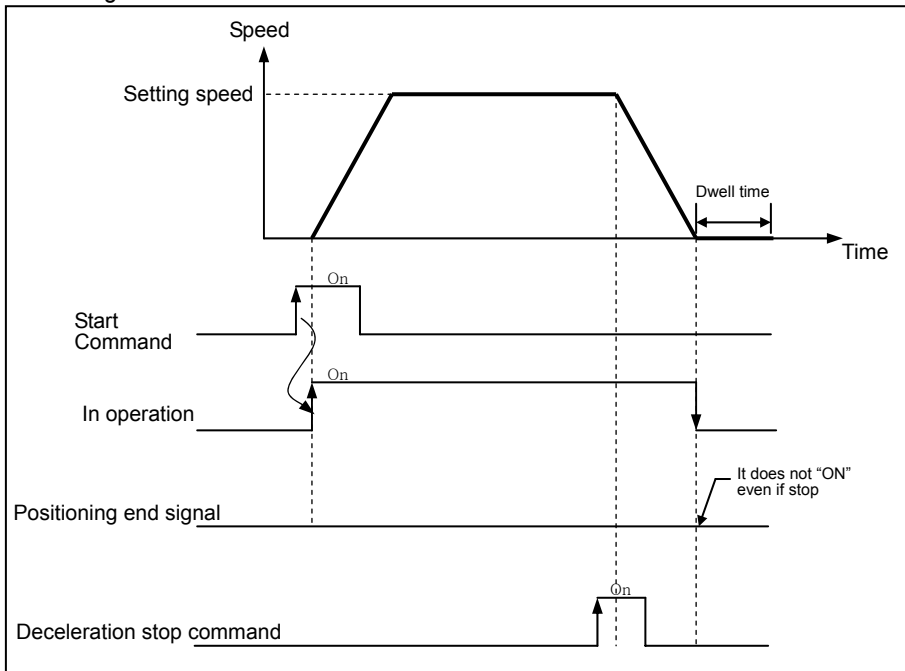 Speed
Setting speed
Dwell time
Time
On
Start
Command
On
In operation
It does not “ON”
even if stop
Positioning end signal
On
Deceleration stop command